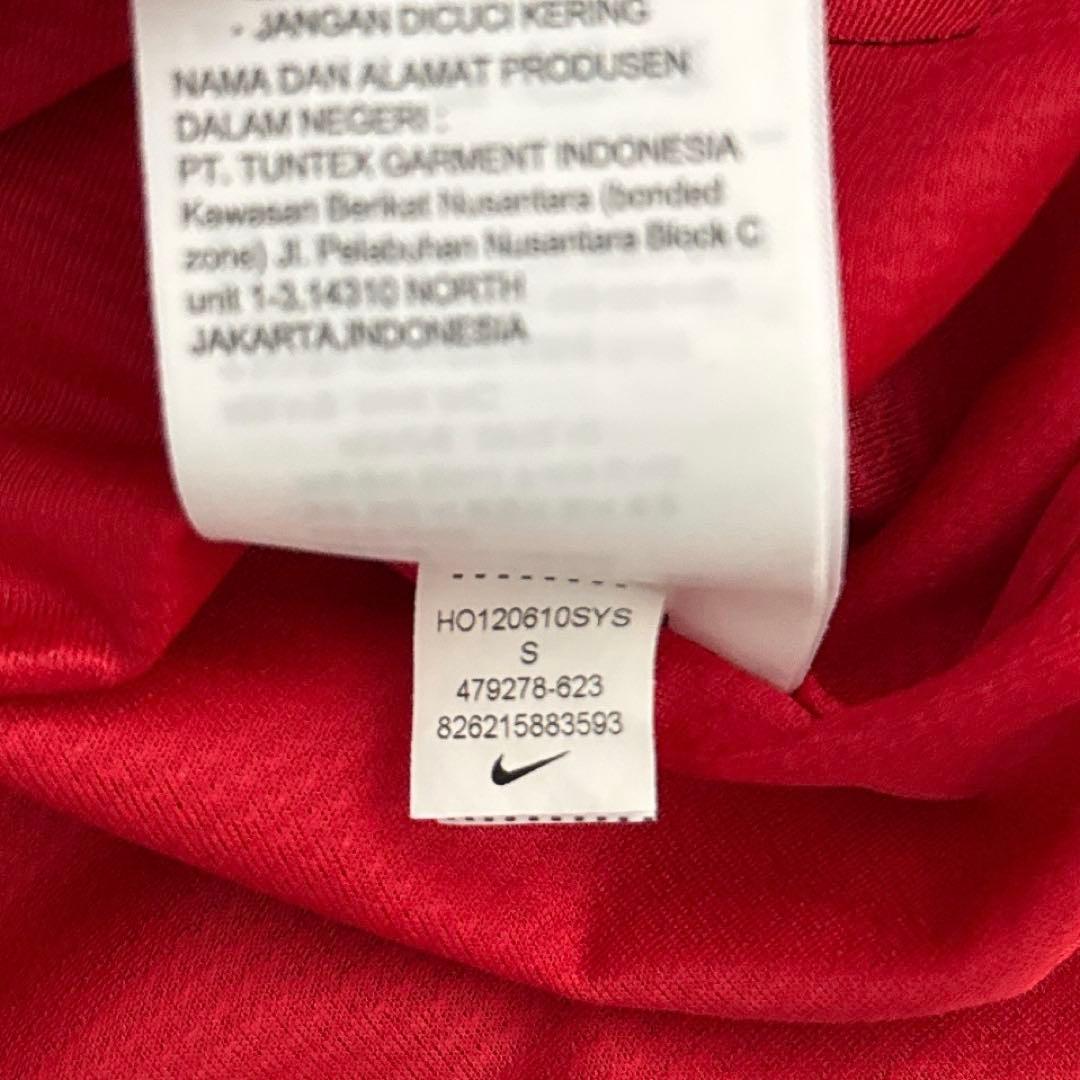 - JANGAN DICUCI KERING
NAMA DAN ALAMAT PRODUSEN
DALAM NEGERI :
PT. TUNTEX GARMENT INDONESIA
Kawasan Berikat Nusantara (bonded
zone) Jl. Pelabuhan Nusantara Block C
unit 1-3,14310 NORTH
JAKARTA,INDONESIA
HO120610SYS
S
479278-623
826215883593